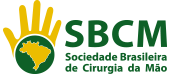 SBCM
Sociedade Brasileira
de Cirurgia da Mão